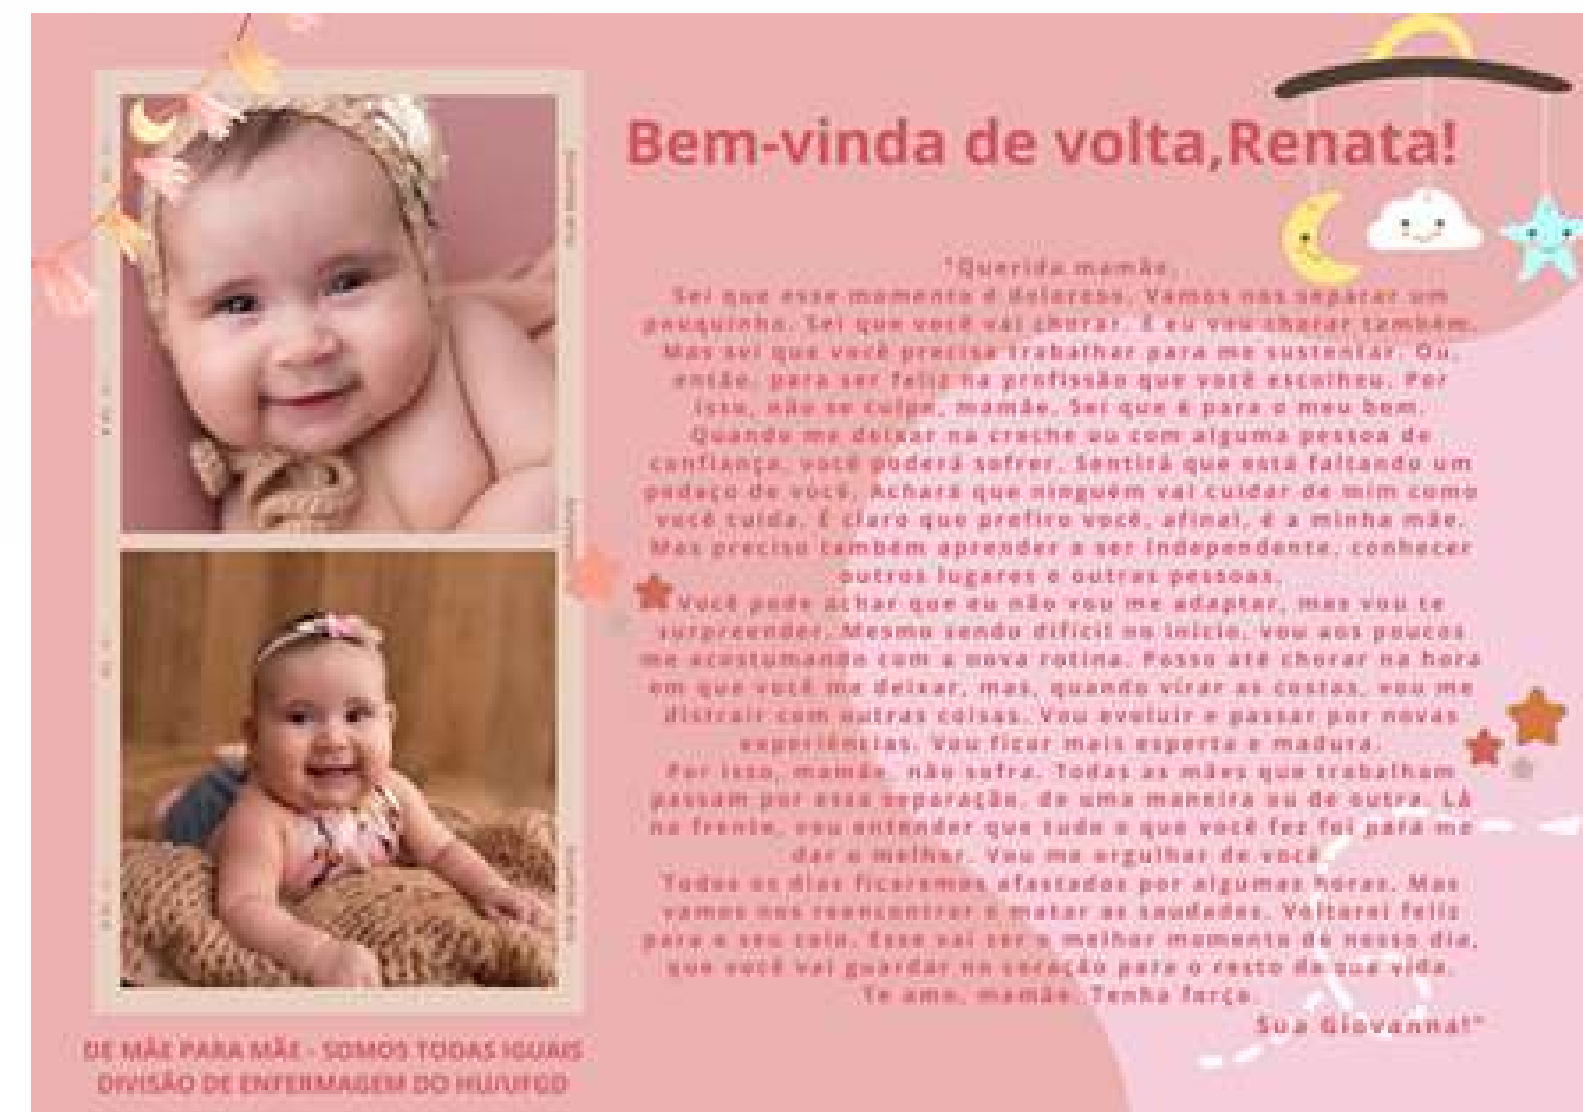 Bem-vinda de volta,Renata!
"Querida mamãe,
Sei que esse momento é doloroso. Vamos nos separar um
pouquinho. Sei que você vai chorar. E eu vou chorar também.
Mas sei que você precisa trabalhar para me sustentar. Ou,
então, para ser feliz na profissão que você escolheu. Por
isso, não se culpe, mamãe. Sei que é para o meu bem.
Quando me deixar na creche ou com alguma pessoa de
confiança, você poderá sofrer. Sentirá que está faltando um
pedaço de você. Achará que ninguém vai cuidar de mim como
você cuida. É claro que prefiro você, afinal, é a minha mãe.
Mas preciso também aprender a ser independente, conhecer
outros lugares e outras pessoas.
Você pode achar que eu não vou me adaptar, mas vou te
surpreender. Mesmo sendo difícil no início, vou aos poucos
me acostumando com a nova rotina. Posso até chorar na hora
em que você me deixar, mas, quando virar as costas, vou me
distrair com outras coisas. Vou evoluir e passar por novas
experiências. Vou ficar mais esperta e madura.
Por isso, mamãe, não sofra. Todas as mães que trabalham
passam por essa separação, de uma maneira ou de outra. Lá
na frente, vou entender que tudo o que você fez foi para me
dar o melhor. Vou me orgulhar de você.
Todos os dias ficaremos afastados por algumas horas. Mas
vamos nos reencontrar e matar as saudades. Voltarei feliz
para o seu colo. Esse vai ser o melhor momento do nosso dia,
que você vai guardar no coração para o resto da sua vida.
Te amo, mamãe. Tenha força.
Sua Giovanna!"
DE MÃE PARA MÃE - SOMOS TODAS IGUAIS
DIVISÃO DE ENFERMAGEM DO HU/UFGD